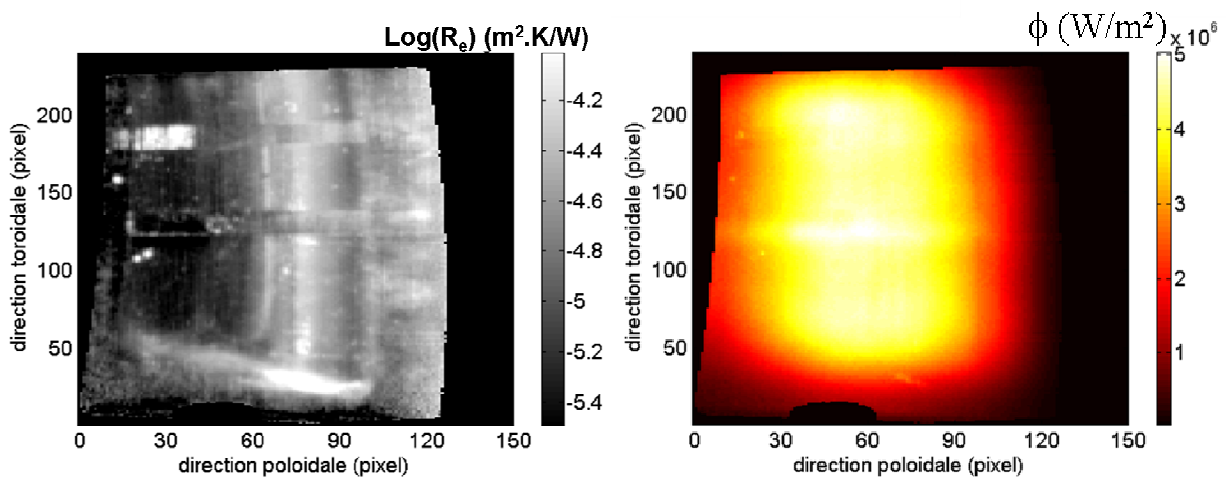 Log(Rₑ) (m².K/W)
200
150
100
50
0 30 60 90 120 150
direction poloidale (pixel)
direction toroidale (pixel)
-4.2
-4.4
-4.6
-4.8
-5
-5.2
-5.4
ϕ (W/m²)
x 10⁶
200
150
100
50
0 30 60 90 120 150
direction poloidale (pixel)
direction toroidale (pixel)
5
4
3
2
1